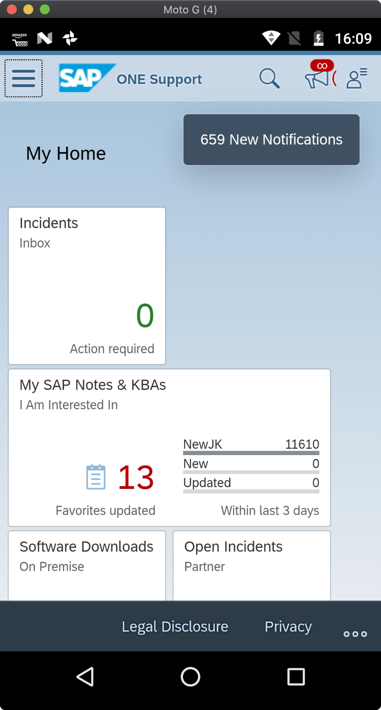 Moto G (4)
amazon
N
16:09
SAP
ONE Support
∞
659 New Notifications
My Home
Incidents
Inbox
0
Action required
My SAP Notes & KBAs
I Am Interested In
13
Favorites updated
NewJK 11610
New 0
Updated 0
Within last 3 days
Software Downloads
On Premise
Open Incidents
Partner
Legal Disclosure
Privacy